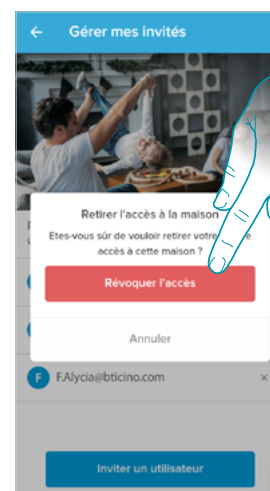 Gérer mes invités
Retirer l'accès à la maison
Etes-vous sûr de vouloir retirer votre
accès à cette maison ?
Révoquer l'accès
Annuler
F
F.Alycia@bticino.com
×
Inviter un utilisateur